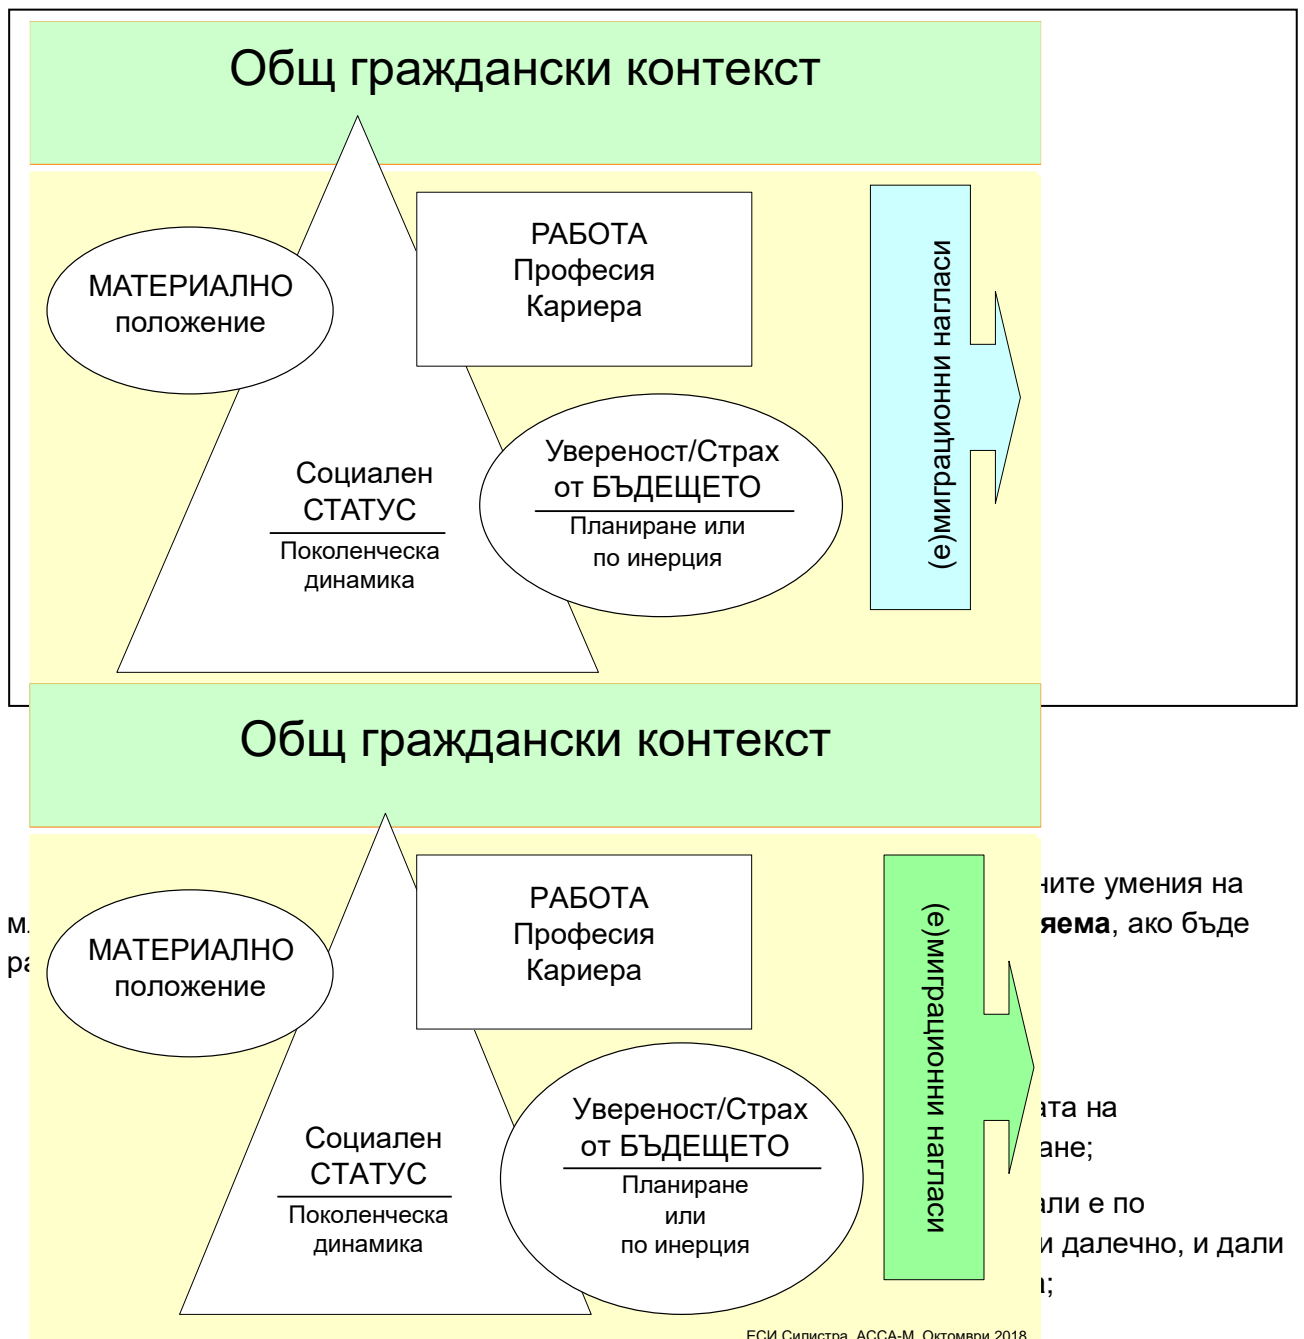 Общ граждански контекст
МАТЕРИАЛНО
положение
РАБОТА
Професия
Кариера
Социален
СТАТУС
Поколенческа
динамика
Увереност/Страх
от БЪДЕЩЕТО
Планиране или
по инерция
(е)миграционни нагласи
Общ граждански контекст
ните умения на
яема, ако бъде
МАТЕРИАЛНО
положение
РАБОТА
Професия
Кариера
Социален
СТАТУС
Поколенческа
динамика
Увереност/Страх
от БЪДЕЩЕТО
Планиране
или
по инерция
(е)миграционни нагласи
ата на
ане;
али е по
и далечно, и дали
ЕСИ Силистра, АССА-М, Октомври 2018